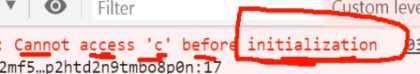 Filter
Custom leve
: Cannot access 'c' before initialization
2mf5…p2htd2n9tmbo8p0n:17